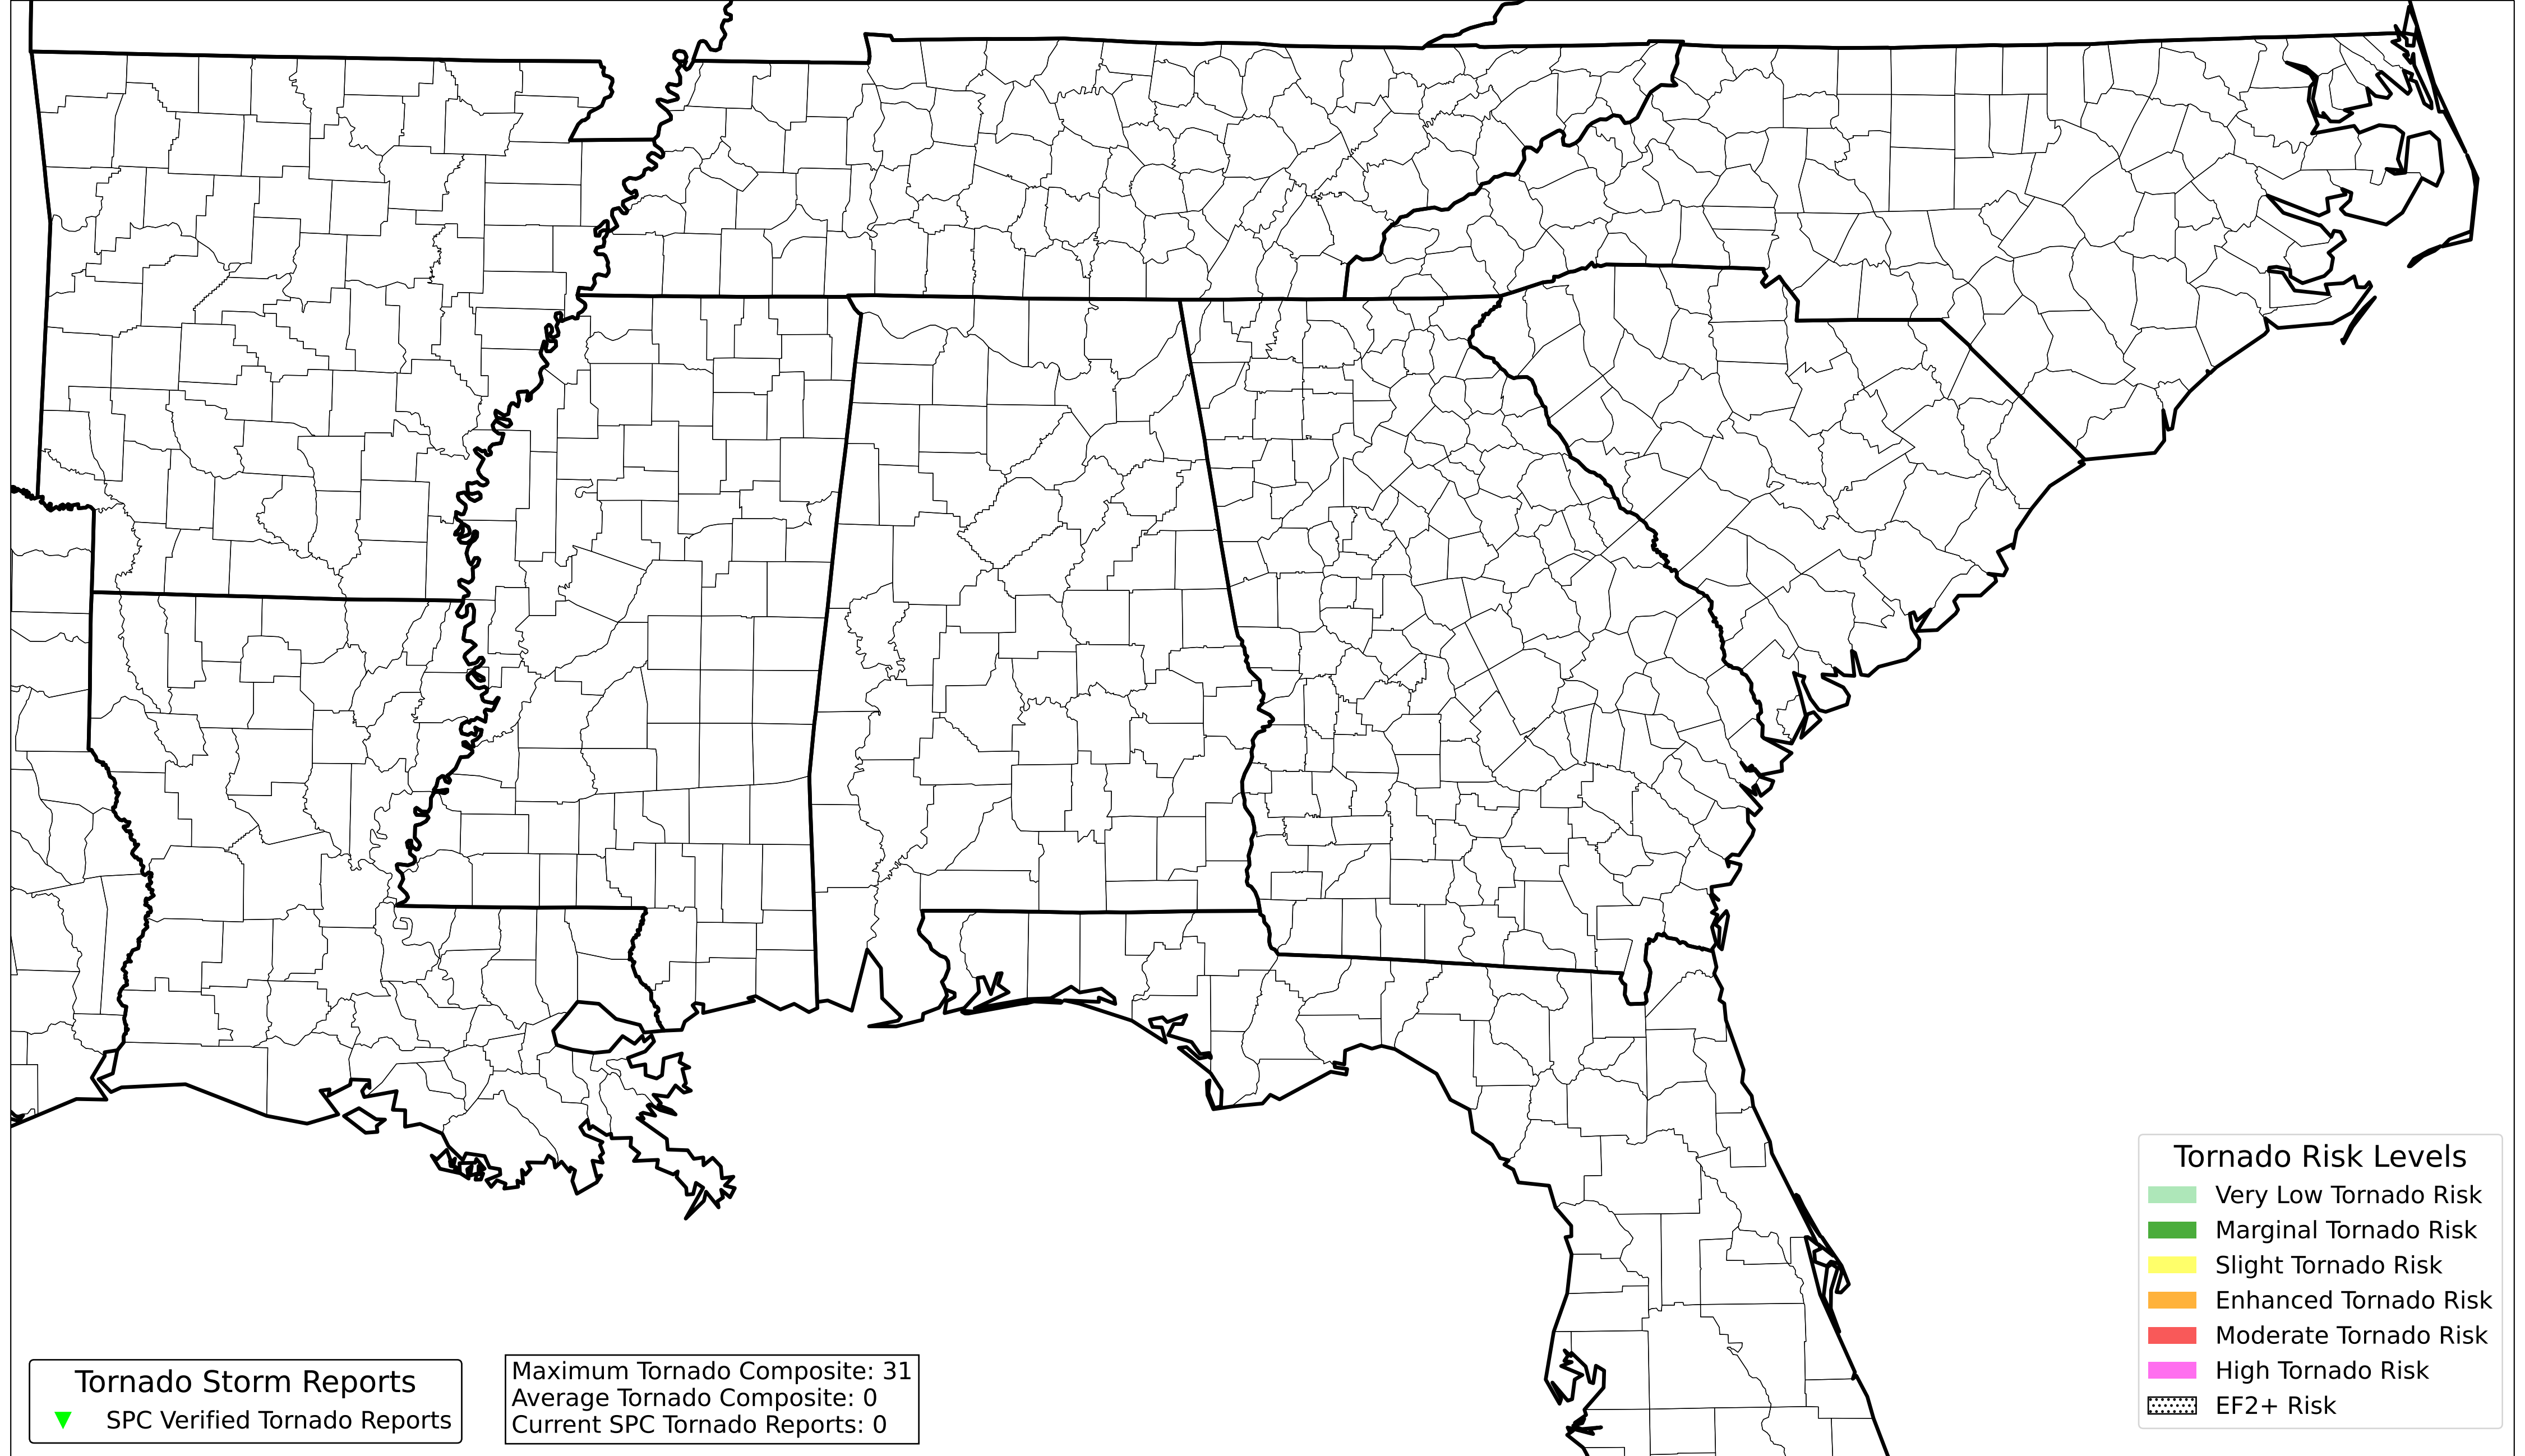 Tornado Risk Levels
Very Low Tornado Risk
Marginal Tornado Risk
Slight Tornado Risk
Enhanced Tornado Risk
Moderate Tornado Risk
High Tornado Risk
EF2+ Risk
Tornado Storm Reports
SPC Verified Tornado Reports
Maximum Tornado Composite: 31
Average Tornado Composite: 0
Current SPC Tornado Reports: 0